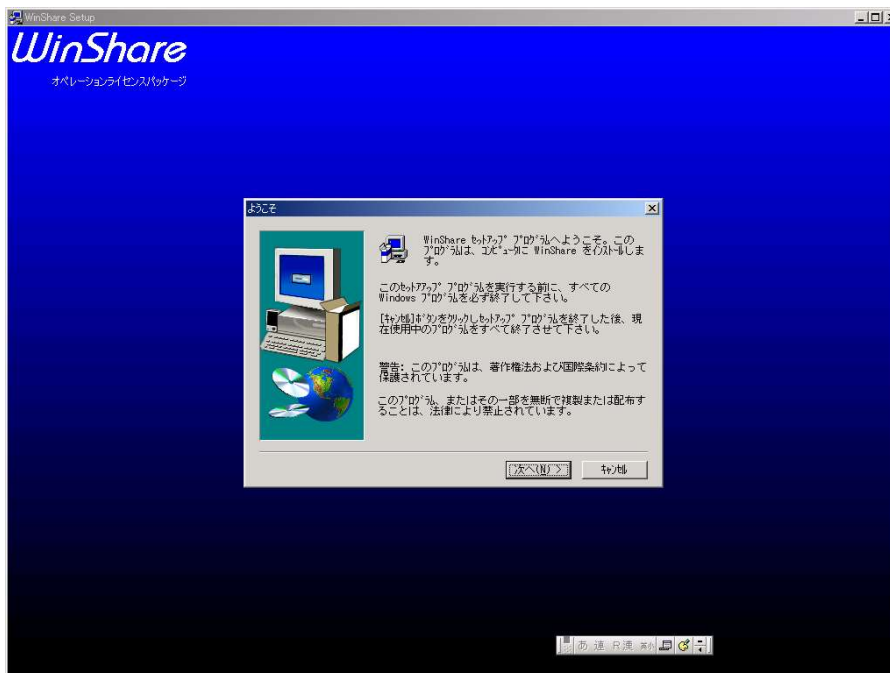 WinShare Setup
WinShare
オペレーションライセンスパッケージ
ようこそ
WinShare ｾｯﾄｱｯﾌﾟ ﾌﾟﾛｸﾞﾗﾑへようこそ。この
ﾌﾟﾛｸﾞﾗﾑは、ｺﾝﾋﾟｭｰﾀに WinShare をｲﾝｽﾄｰﾙしま
す。
このｾｯﾄｱｯﾌﾟ ﾌﾟﾛｸﾞﾗﾑを実行する前に、すべての
Windows ﾌﾟﾛｸﾞﾗﾑを必ず終了して下さい。
[ｷｬﾝｾﾙ]ﾎﾞﾀﾝをｸﾘｯｸしｾｯﾄｱｯﾌﾟ ﾌﾟﾛｸﾞﾗﾑを終了した後、現
在使用中のﾌﾟﾛｸﾞﾗﾑをすべて終了させて下さい。
警告: このﾌﾟﾛｸﾞﾗﾑは、著作権法および国際条約によって
保護されています。
このﾌﾟﾛｸﾞﾗﾑ、またはその一部を無断で複製または配布す
ることは、法律により禁止されています。
次へ(N) >
ｷｬﾝｾﾙ
あ 連 R漢 英小